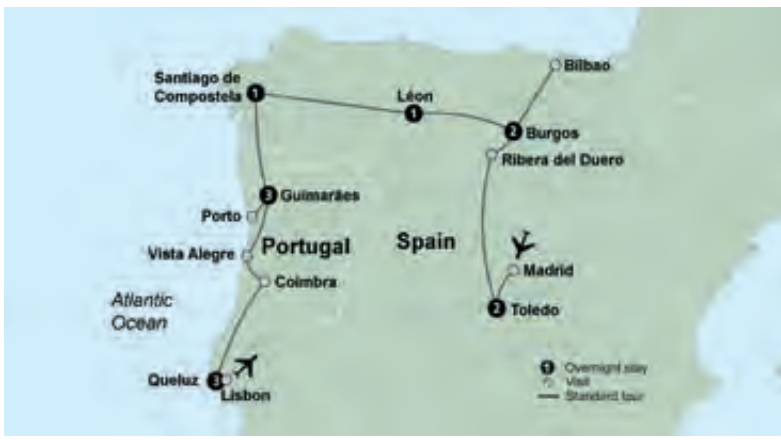 Santiago de
Compostela
1
Léon
1
Bilbao
2
Burgos
Ribera del Duero
3
Guimarães
Porto
Vista Alegre
Portugal
Spain
Coimbra
Madrid
2
Toledo
Atlantic
Ocean
Queluz
3
Lisbon
1 Overnight stay
Visit
Standard tour